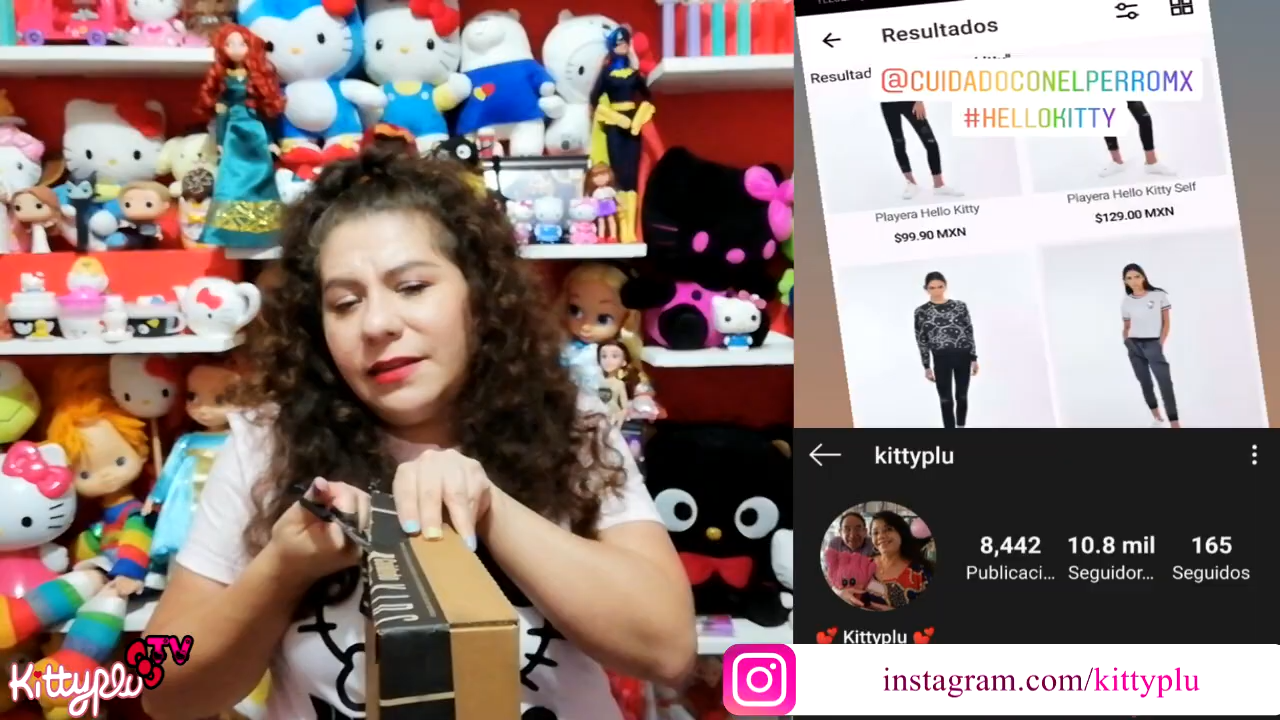 Resultados
Resultad
@CUIDADOCONELPERROMX
#HELLOKITTY
Playera Hello Kitty
$99.90 MXN
Playera Hello Kitty Self
$129.00 MXN
kittyplu
8,442
Publicaci...
10.8 mil
Seguidor...
165
Seguidos
💕 Kittyplu 💕
Kittyplu TV
instagram.com/kittyplu